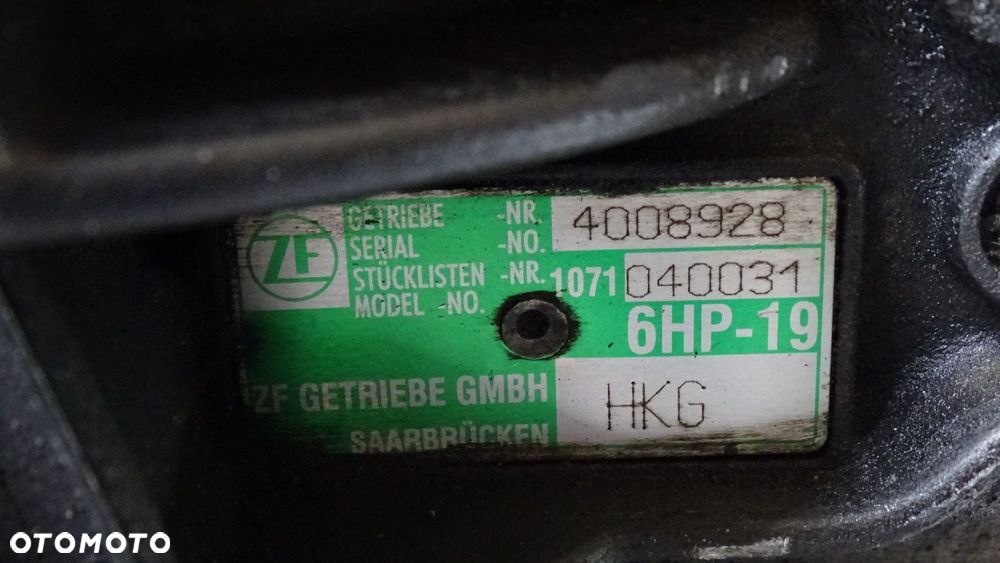 ZF
GETRIEBE -NR. 4008928
SERIAL -NO.
STÜCKLISTEN -NR. 1071 040031
MODEL -NO.
6HP-19
ZF GETRIEBE GMBH HKG
SAARBRÜCKEN
OTOMOTO